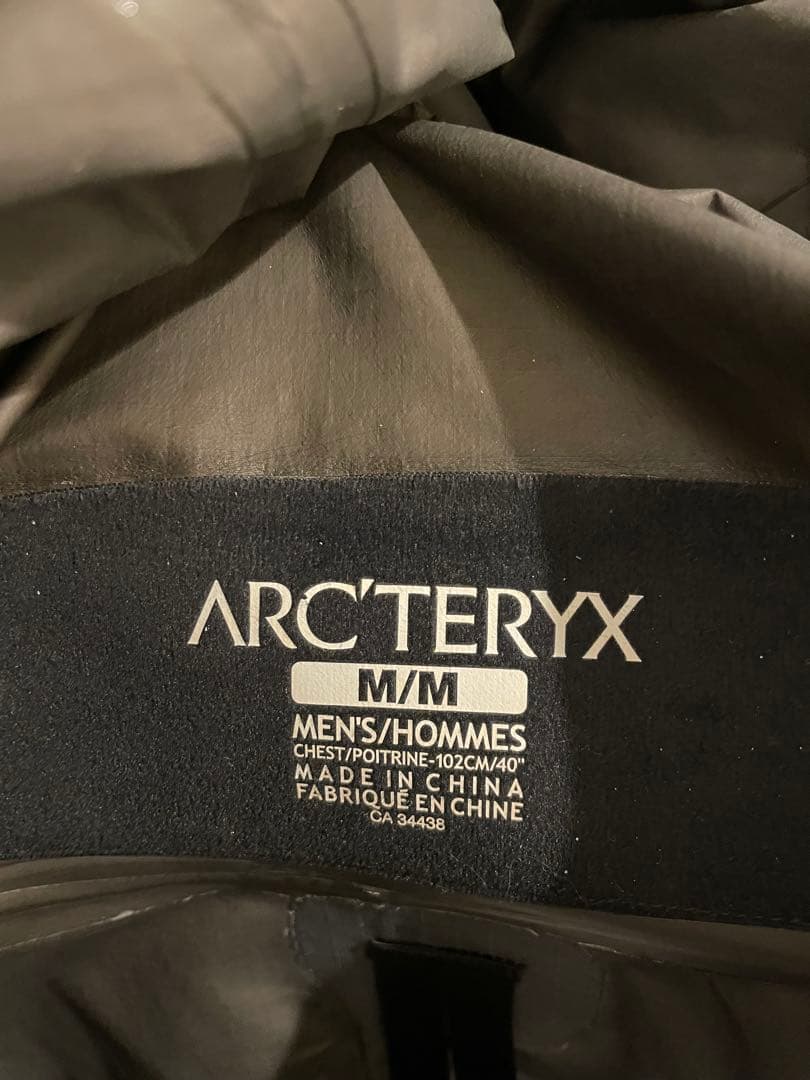 ARC'TERYX
M/M
MEN'S/HOMMES
CHEST/POITRINE-102CM/40"
MADE IN CHINA
FABRIQUÉ EN CHINE
CA 34438